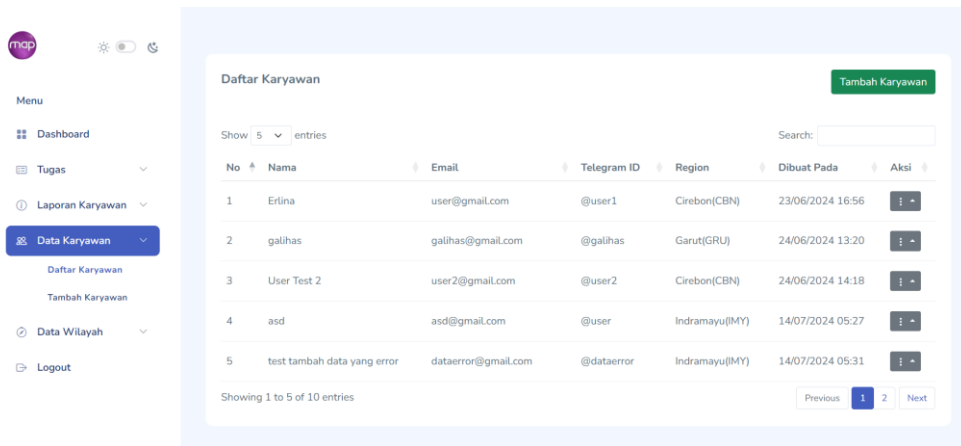 map
Menu
Dashboard
Tugas
Laporan Karyawan
Data Karyawan
Daftar Karyawan
Tambah Karyawan
Data Wilayah
Logout
Daftar Karyawan
Tambah Karyawan
Show 5 entries
Search:
No Nama Email Telegram ID Region Dibuat Pada Aksi
1 Erlina user@gmail.com @user1 Cirebon(CBN) 23/06/2024 16:56
2 galihas galihas@gmail.com @galihas Garut(GRU) 24/06/2024 13:20
3 User Test 2 user2@gmail.com @user2 Cirebon(CBN) 24/06/2024 14:18
4 asd asd@gmail.com @user Indramayu(IMY) 14/07/2024 05:27
5 test tambah data yang error dataerror@gmail.com @dataerror Indramayu(IMY) 14/07/2024 05:31
Showing 1 to 5 of 10 entries
Previous 1 2 Next